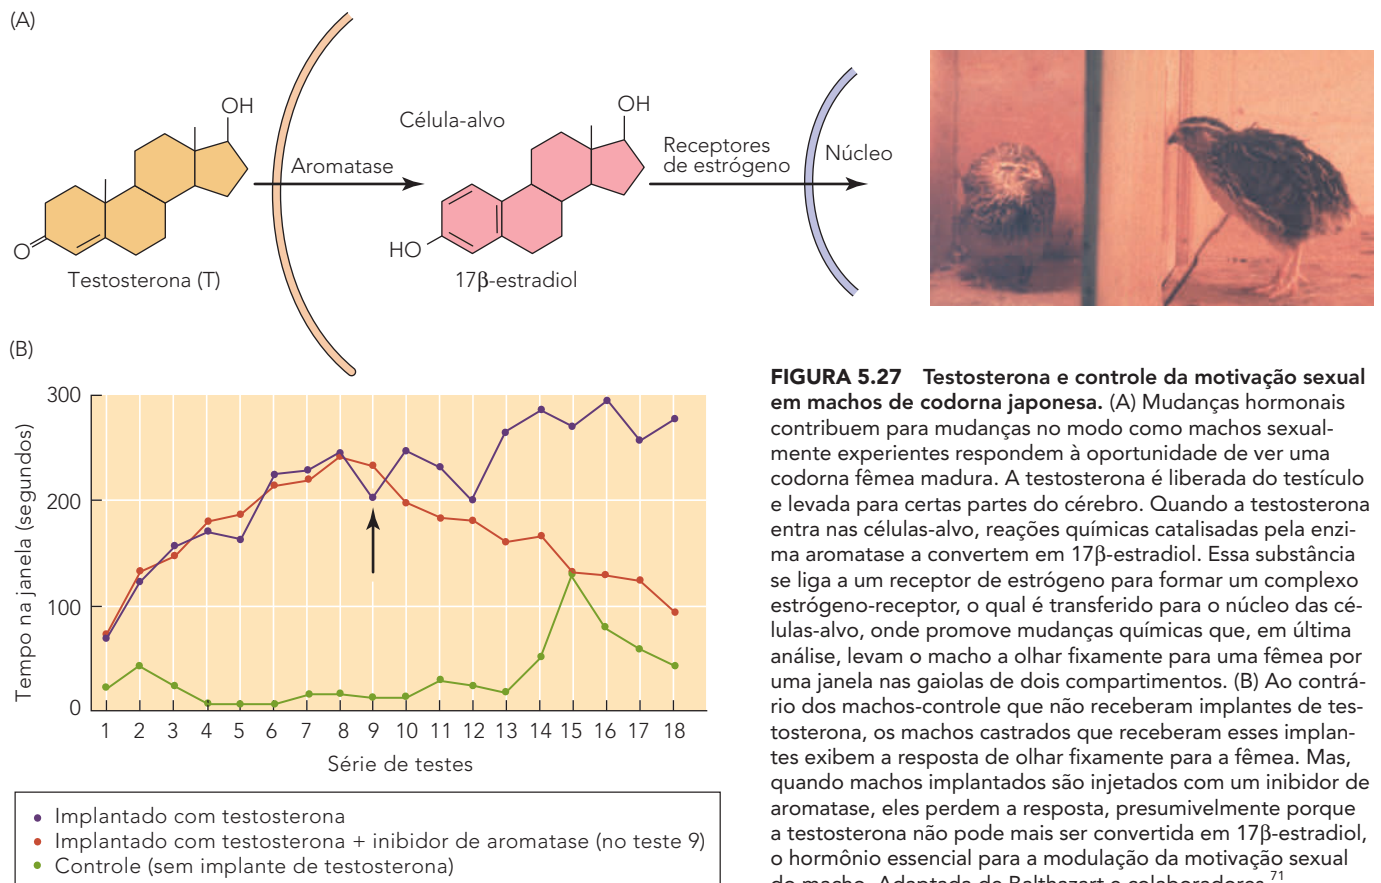 (A)
OH
O
Testosterona (T)
Aromatase
Célula-alvo
OH
HO
17β-estradiol
Receptores
de estrógeno
Núcleo
(B)
Tempo na janela (segundos)
300
200
100
0
1 2 3 4 5 6 7 8 9 10 11 12 13 14 15 16 17 18
Série de testes
Implantado com testosterona
Implantado com testosterona + inibidor de aromatase (no teste 9)
Controle (sem implante de testosterona)
FIGURA 5.27 Testosterona e controle da motivação sexual
em machos de codorna japonesa. (A) Mudanças hormonais
contribuem para mudanças no modo como machos sexual-
mente experientes respondem à oportunidade de ver uma
codorna fêmea madura. A testosterona é liberada do testículo
e levada para certas partes do cérebro. Quando a testosterona
entra nas células-alvo, reações químicas catalisadas pela enzi-
ma aromatase a convertem em 17β-estradiol. Essa substância
se liga a um receptor de estrógeno para formar um complexo
estrógeno-receptor, o qual é transferido para o núcleo das cé-
lulas-alvo, onde promove mudanças químicas que, em última
análise, levam o macho a olhar fixamente para uma fêmea por
uma janela nas gaiolas de dois compartimentos. (B) Ao contrá-
rio dos machos-controle que não receberam implantes de tes-
tosterona, os machos castrados que receberam esses implan-
tes exibem a resposta de olhar fixamente para a fêmea. Mas,
quando machos implantados são injetados com um inibidor de
aromatase, eles perdem a resposta, presumivelmente porque
a testosterona não pode mais ser convertida em 17β-estradiol,
o hormônio essencial para a modulação da motivação sexual
do macho. Adaptada de Balthazart e colaboradores.71